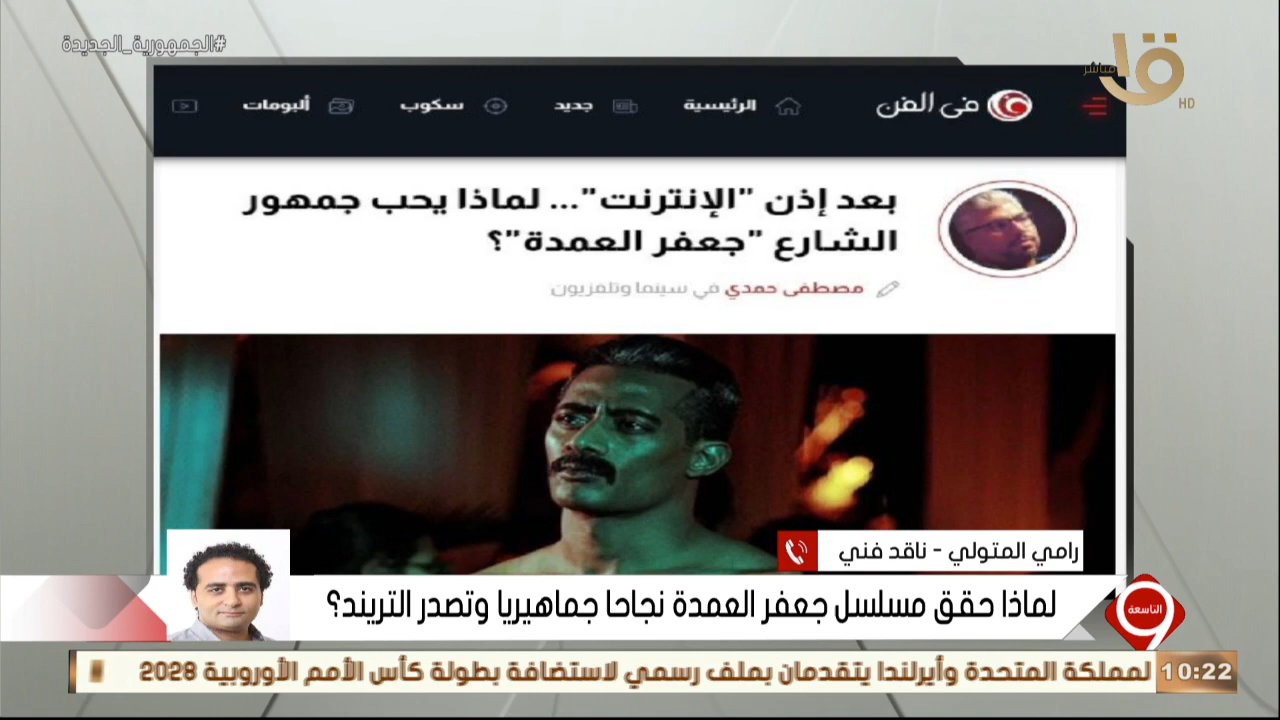 #الجمهورية_الجديدة
مباشر
HD
في الفن
الرئيسية
جديد
سكوب
ألبومات
بعد إذن "الإنترنت"... لماذا يحب جمهور
الشارع "جعفر العمدة"؟
مصطفى حمدي في سينما وتلفزيون
رامي المتولي - ناقد فني
لماذا حقق مسلسل جعفر العمدة نجاحا جماهيريا وتصدر التريند؟
التاسعة
9
10:22
لمملكة المتحدة وأيرلندا يتقدمان بملف رسمي لاستضافة بطولة كأس الأمم الأوروبية 2028